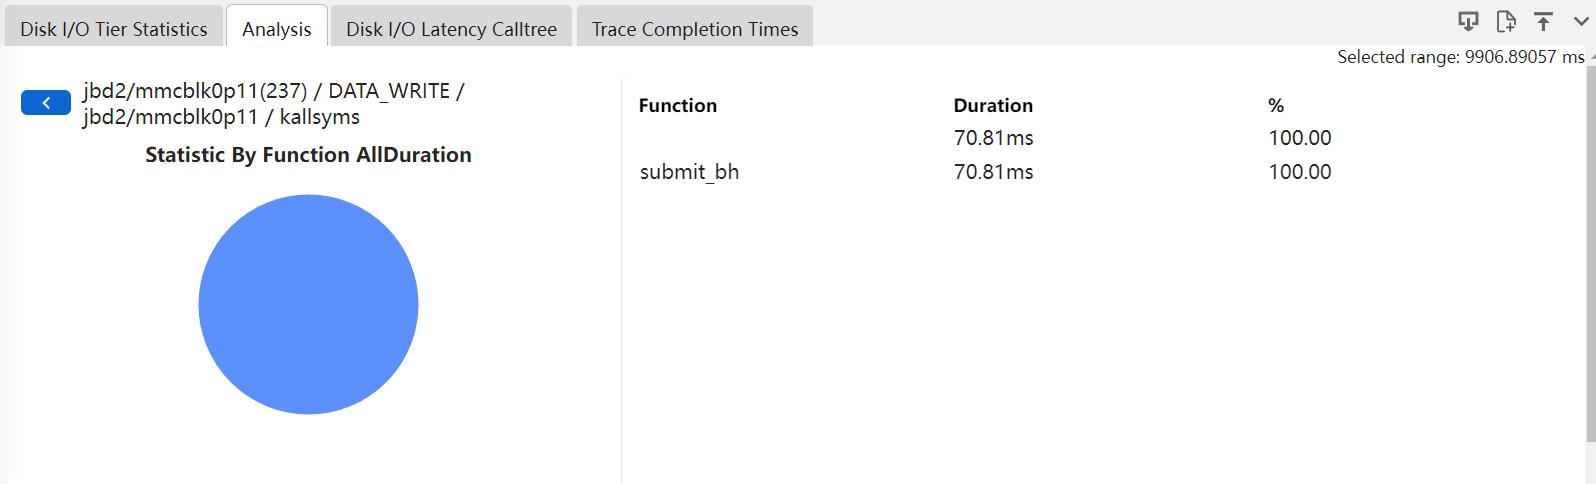 Disk I/O Tier Statistics
Analysis
Disk I/O Latency Calltree
Trace Completion Times
Selected range: 9906.89057 ms
jbd2/mmcblk0p11(237) / DATA_WRITE /
jbd2/mmcblk0p11 / kallsyms
Statistic By Function AllDuration
Function Duration %
70.81ms 100.00
submit_bh 70.81ms 100.00